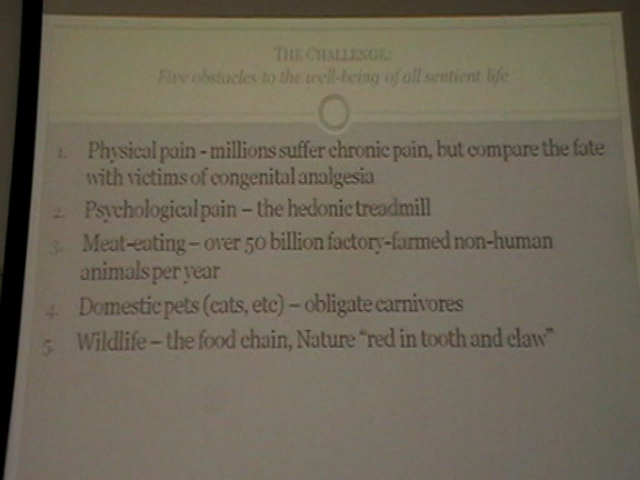 THE CHALLENGE:
Five obstacles to the well-being of all sentient life
1. Physical pain - millions suffer chronic pain, but compare the fate
with victims of congenital analgesia
2. Psychological pain – the hedonic treadmill
3. Meat-eating – over 50 billion factory-farmed non-human
animals per year
4. Domestic pets (cats, etc) – obligate carnivores
5. Wildlife – the food chain, Nature “red in tooth and claw”